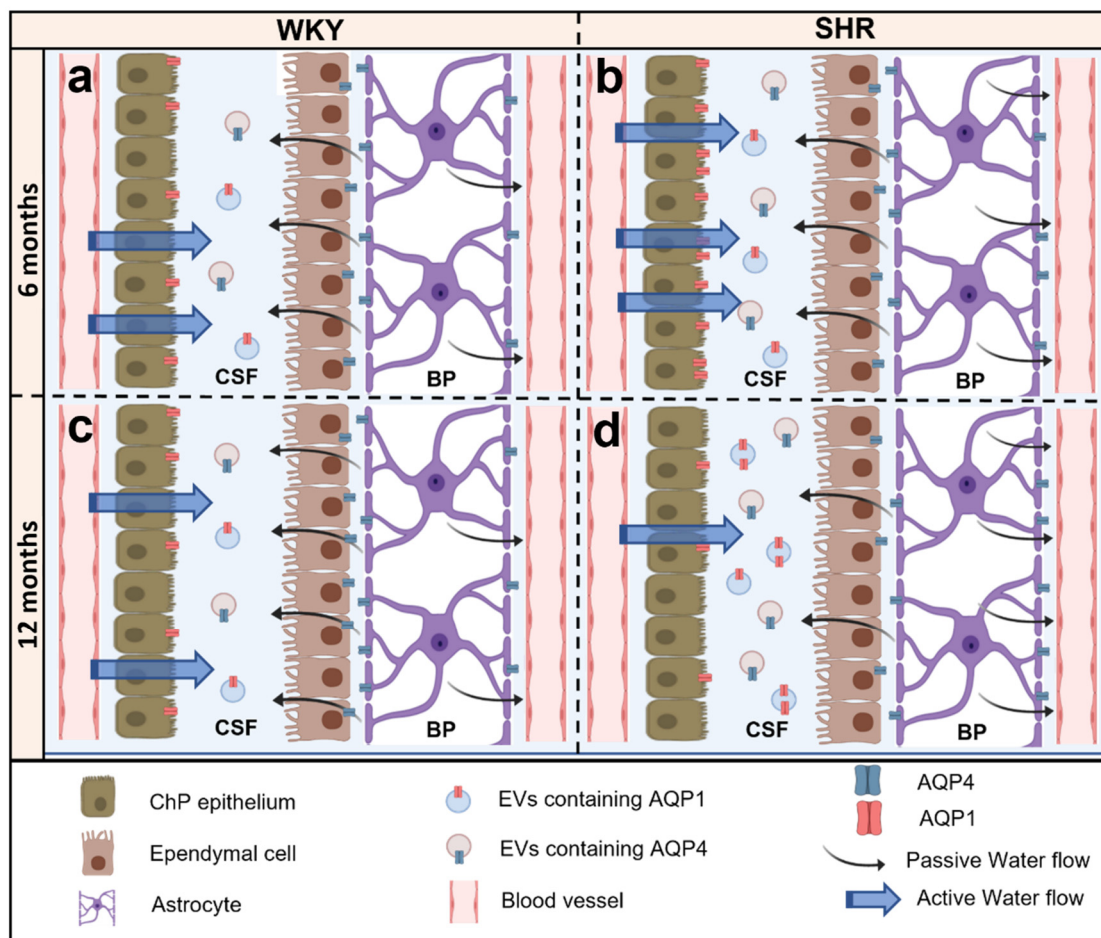 WKY
SHR
6 months
a
CSF
BP
b
CSF
BP
12 months
c
CSF
BP
d
CSF
BP
ChP epithelium
Ependymal cell
Astrocyte
EVs containing AQP1
EVs containing AQP4
Blood vessel
AQP4
AQP1
Passive Water flow
Active Water flow